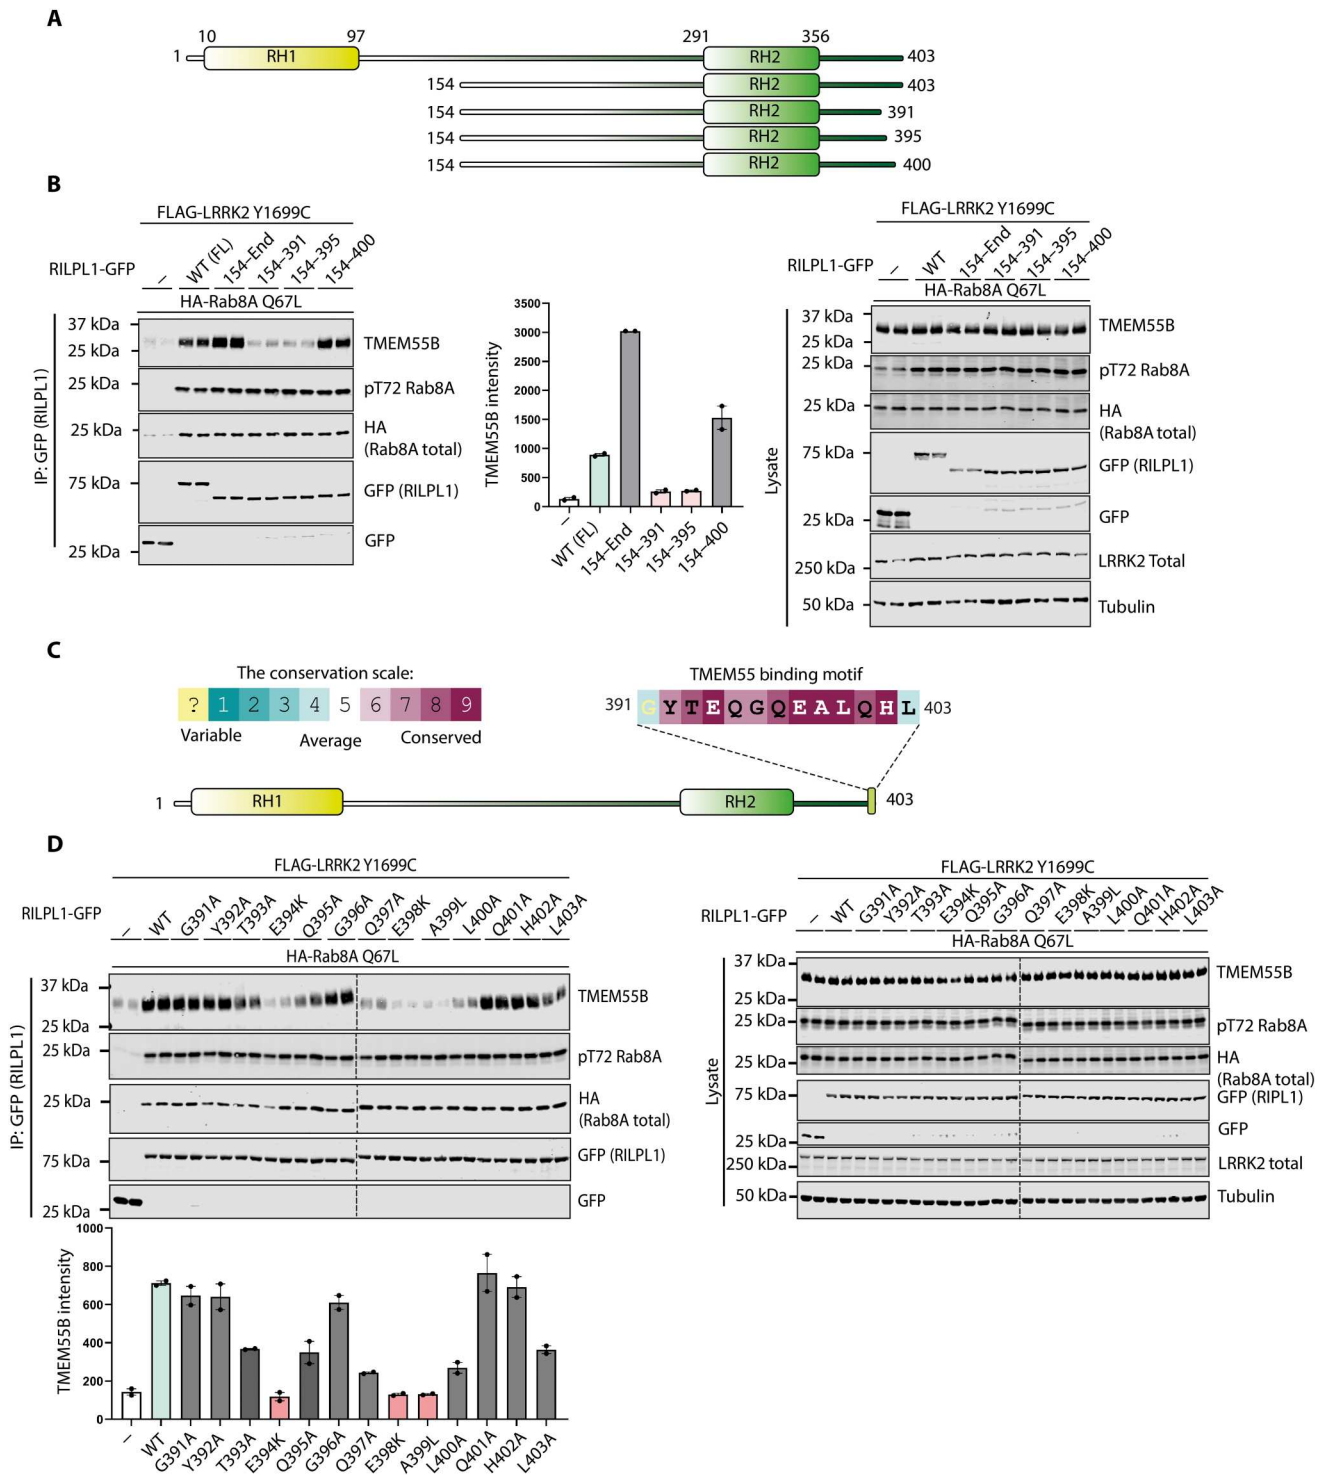 A
10 97 291 356
1 RH1 RH2 403
154 RH2 403
154 RH2 391
154 RH2 395
154 RH2 400
B
FLAG-LRRK2 Y1699C
RILPL1-GFP – WT (FL) 154–End 154–391 154–395 154–400
HA-Rab8A Q67L
IP: GFP (RILPL1)
37 kDa
25 kDa
TMEM55B
25 kDa
pT72 Rab8A
25 kDa
HA
(Rab8A total)
75 kDa
GFP (RILPL1)
25 kDa
GFP
TMEM55B intensity
3500
3000
2500
2000
1500
1000
500
0
– WT (FL) 154–End 154–391 154–395 154–400
FLAG-LRRK2 Y1699C
RILPL1-GFP – WT 154–End 154–391 154–395 154–400
HA-Rab8A Q67L
Lysate
37 kDa
25 kDa
TMEM55B
25 kDa
pT72 Rab8A
25 kDa
HA
(Rab8A total)
75 kDa
GFP (RILPL1)
25 kDa
GFP
250 kDa
LRRK2 Total
50 kDa
Tubulin
C
The conservation scale:
? 1 2 3 4 5 6 7 8 9
Variable Average Conserved
TMEM55 binding motif
391 G Y T E Q G Q E A L Q H L 403
1 RH1 RH2 403
D
FLAG-LRRK2 Y1699C
RILPL1-GFP – WT G391A Y392A T393A E394K Q395A G396A Q397A E398K A399L L400A Q401A H402A L403A
HA-Rab8A Q67L
IP: GFP (RILPL1)
37 kDa
25 kDa
TMEM55B
25 kDa
pT72 Rab8A
25 kDa
HA
(Rab8A total)
75 kDa
GFP (RILPL1)
25 kDa
GFP
TMEM55B intensity
1000
800
600
400
200
0
– WT G391A Y392A T393A E394K Q395A G396A Q397A E398K A399L L400A Q401A H402A L403A
FLAG-LRRK2 Y1699C
RILPL1-GFP – WT G391A Y392A T393A E394K Q395A G396A Q397A E398K A399L L400A Q401A H402A L403A
HA-Rab8A Q67L
Lysate
37 kDa
25 kDa
TMEM55B
25 kDa
pT72 Rab8A
25 kDa
HA
(Rab8A total)
75 kDa
GFP (RIPL1)
25 kDa
GFP
250 kDa
LRRK2 total
50 kDa
Tubulin